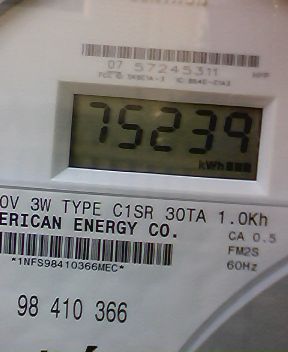 07 57245311
75239
kWh
0V 3W TYPE C1SR 30TA 1.0Kh
ERICAN ENERGY CO.
CA 0.5
FM2S
60Hz
*1NFS98410366MEC*
98 410 366